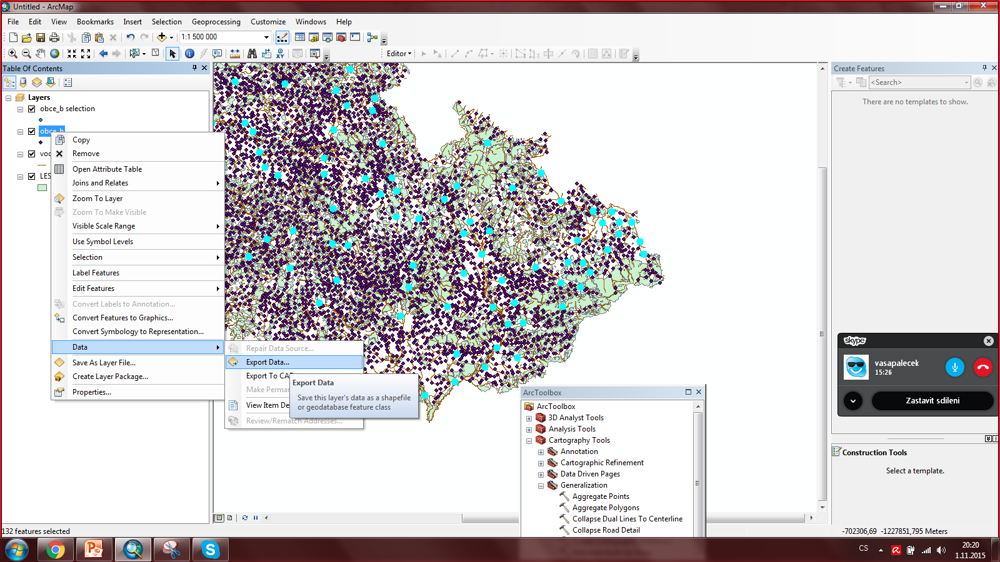 Untitled - ArcMap
File Edit View Bookmarks Insert Selection Geoprocessing Customize Windows Help
1:1 500 000
Editor
Table Of Contents
Layers
obce_b selection
obce_b
LES
Copy
Remove
Open Attribute Table
Joins and Relates
Zoom To Layer
Zoom To Make Visible
Visible Scale Range
Use Symbol Levels
Selection
Label Features
Edit Features
Convert Labels to Annotation...
Convert Features to Graphics...
Convert Symbology to Representation...
Data
Save As Layer File...
Create Layer Package...
Properties...
Repair Data Source...
Export Data...
Export To CAD
Make Perma
View Item De
Review/Rematch Addresses...
Export Data
Save this layer's data as a shapefile
or geodatabase feature class
ArcToolbox
ArcToolbox
3D Analyst Tools
Analysis Tools
Cartography Tools
Annotation
Cartographic Refinement
Data Driven Pages
Generalization
Aggregate Points
Aggregate Polygons
Collapse Dual Lines To Centerline
Collapse Road Detail
Create Features
<Search>
There are no templates to show.
skype
vasapalecek
15:26
Zastavit sdílení
Construction Tools
Select a template.
132 features selected
-702306,69 -1227851,795 Meters
CS
20:20
1.11.2015